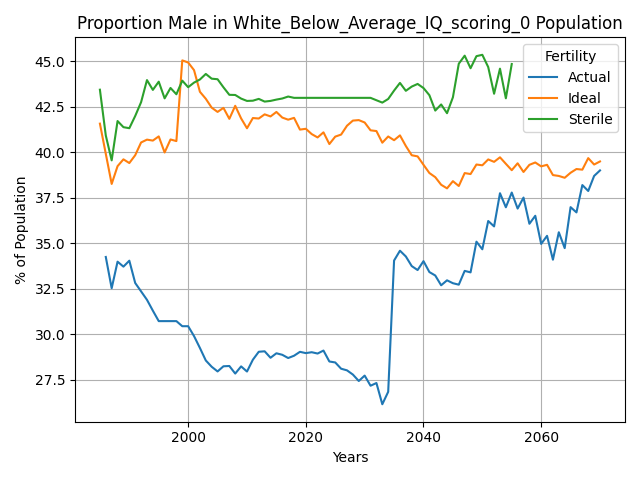 Proportion Male in White_Below_Average_IQ_scoring_0 Population
Fertility
Actual
Ideal
Sterile
% of Population
45.0
42.5
40.0
37.5
35.0
32.5
30.0
27.5
2000
2020
2040
2060
Years